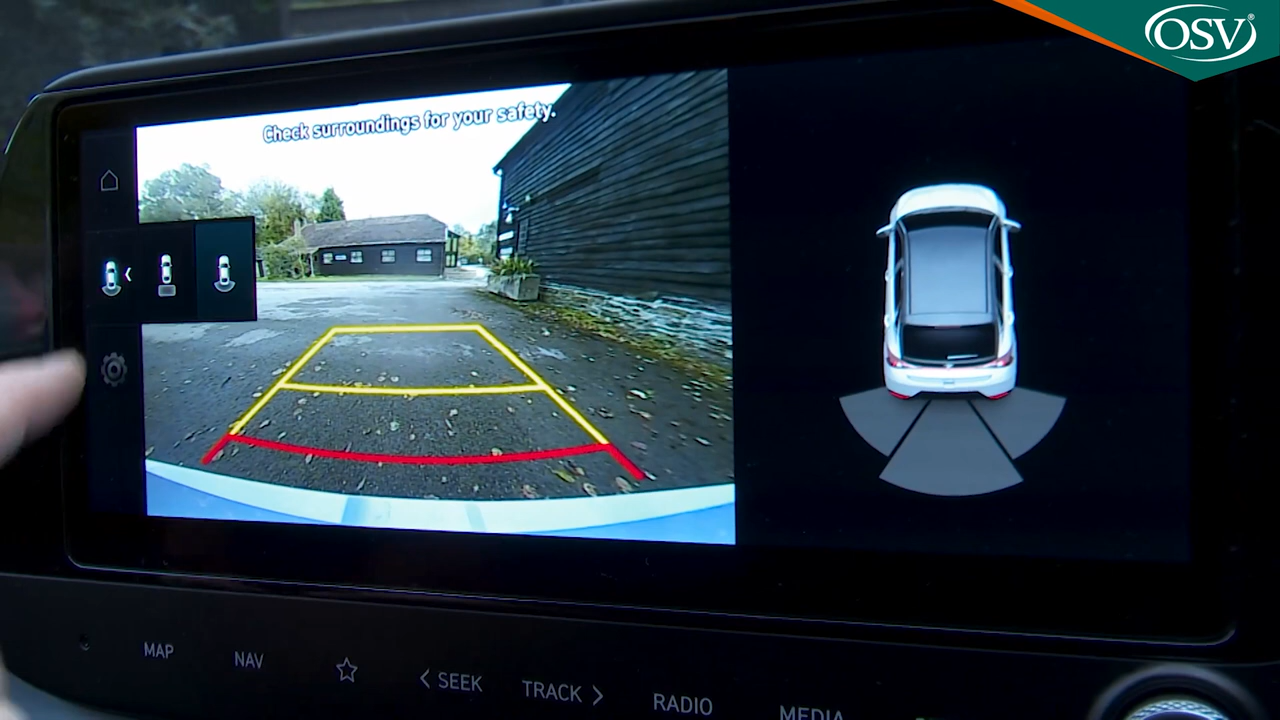 OSV®
Check surroundings for your safety.
MAP
NAV
< SEEK
TRACK >
RADIO
MEDIA